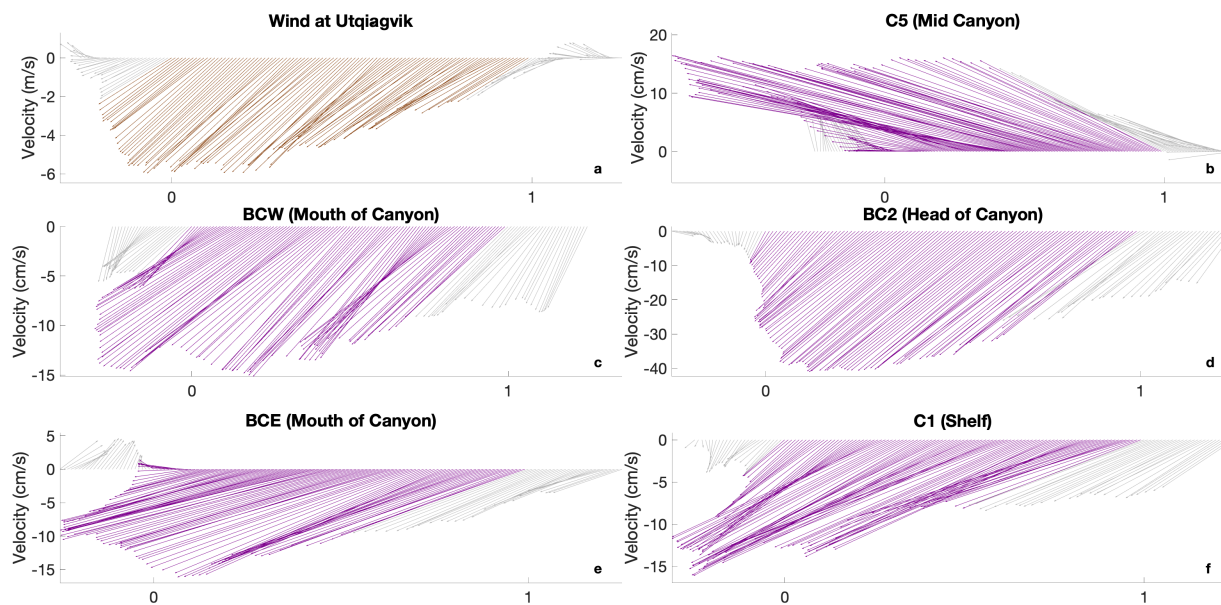 Wind at Utqiagvik
Velocity (m/s)
0
-2
-4
-6
0
1
a
C5 (Mid Canyon)
Velocity (cm/s)
20
10
0
0
1
b
BCW (Mouth of Canyon)
Velocity (cm/s)
0
-5
-10
-15
0
1
c
BC2 (Head of Canyon)
Velocity (cm/s)
0
-10
-20
-30
-40
0
1
d
BCE (Mouth of Canyon)
Velocity (cm/s)
5
0
-5
-10
-15
0
1
e
C1 (Shelf)
Velocity (cm/s)
0
-5
-10
-15
0
1
f